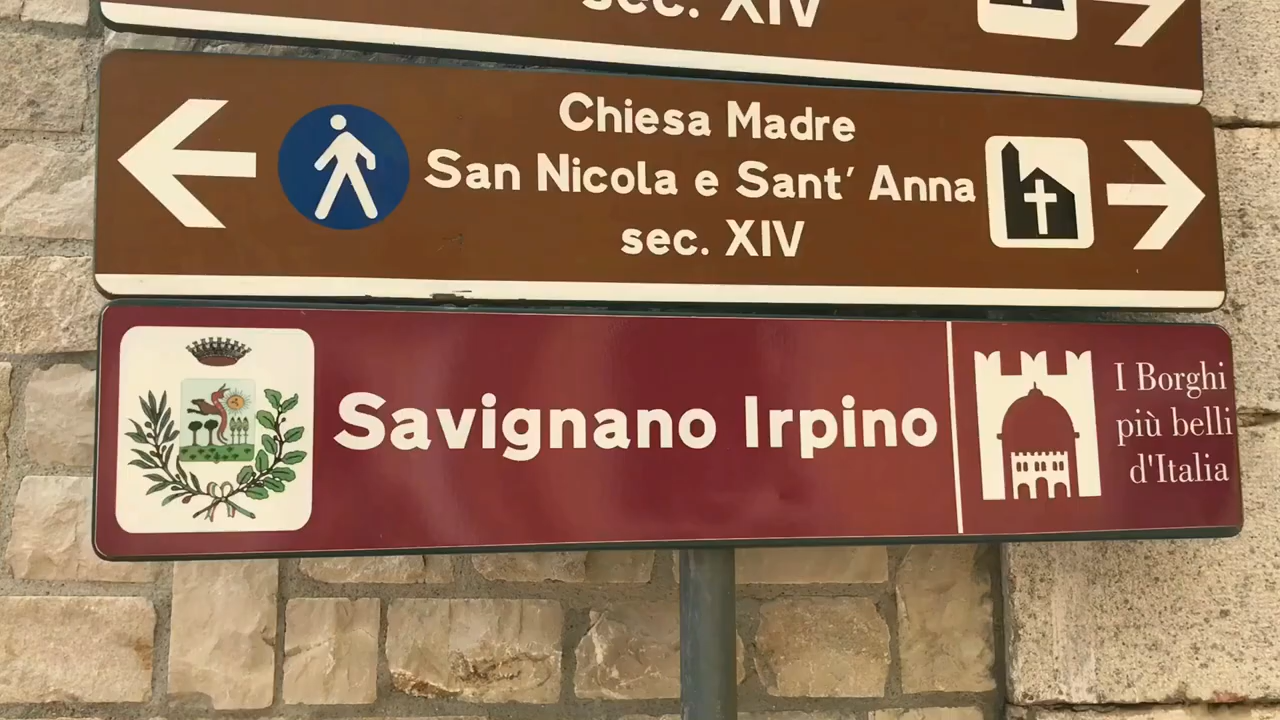 sec. XIV
Chiesa Madre
San Nicola e Sant' Anna
sec. XIV
Savignano Irpino
I Borghi
più belli
d'Italia